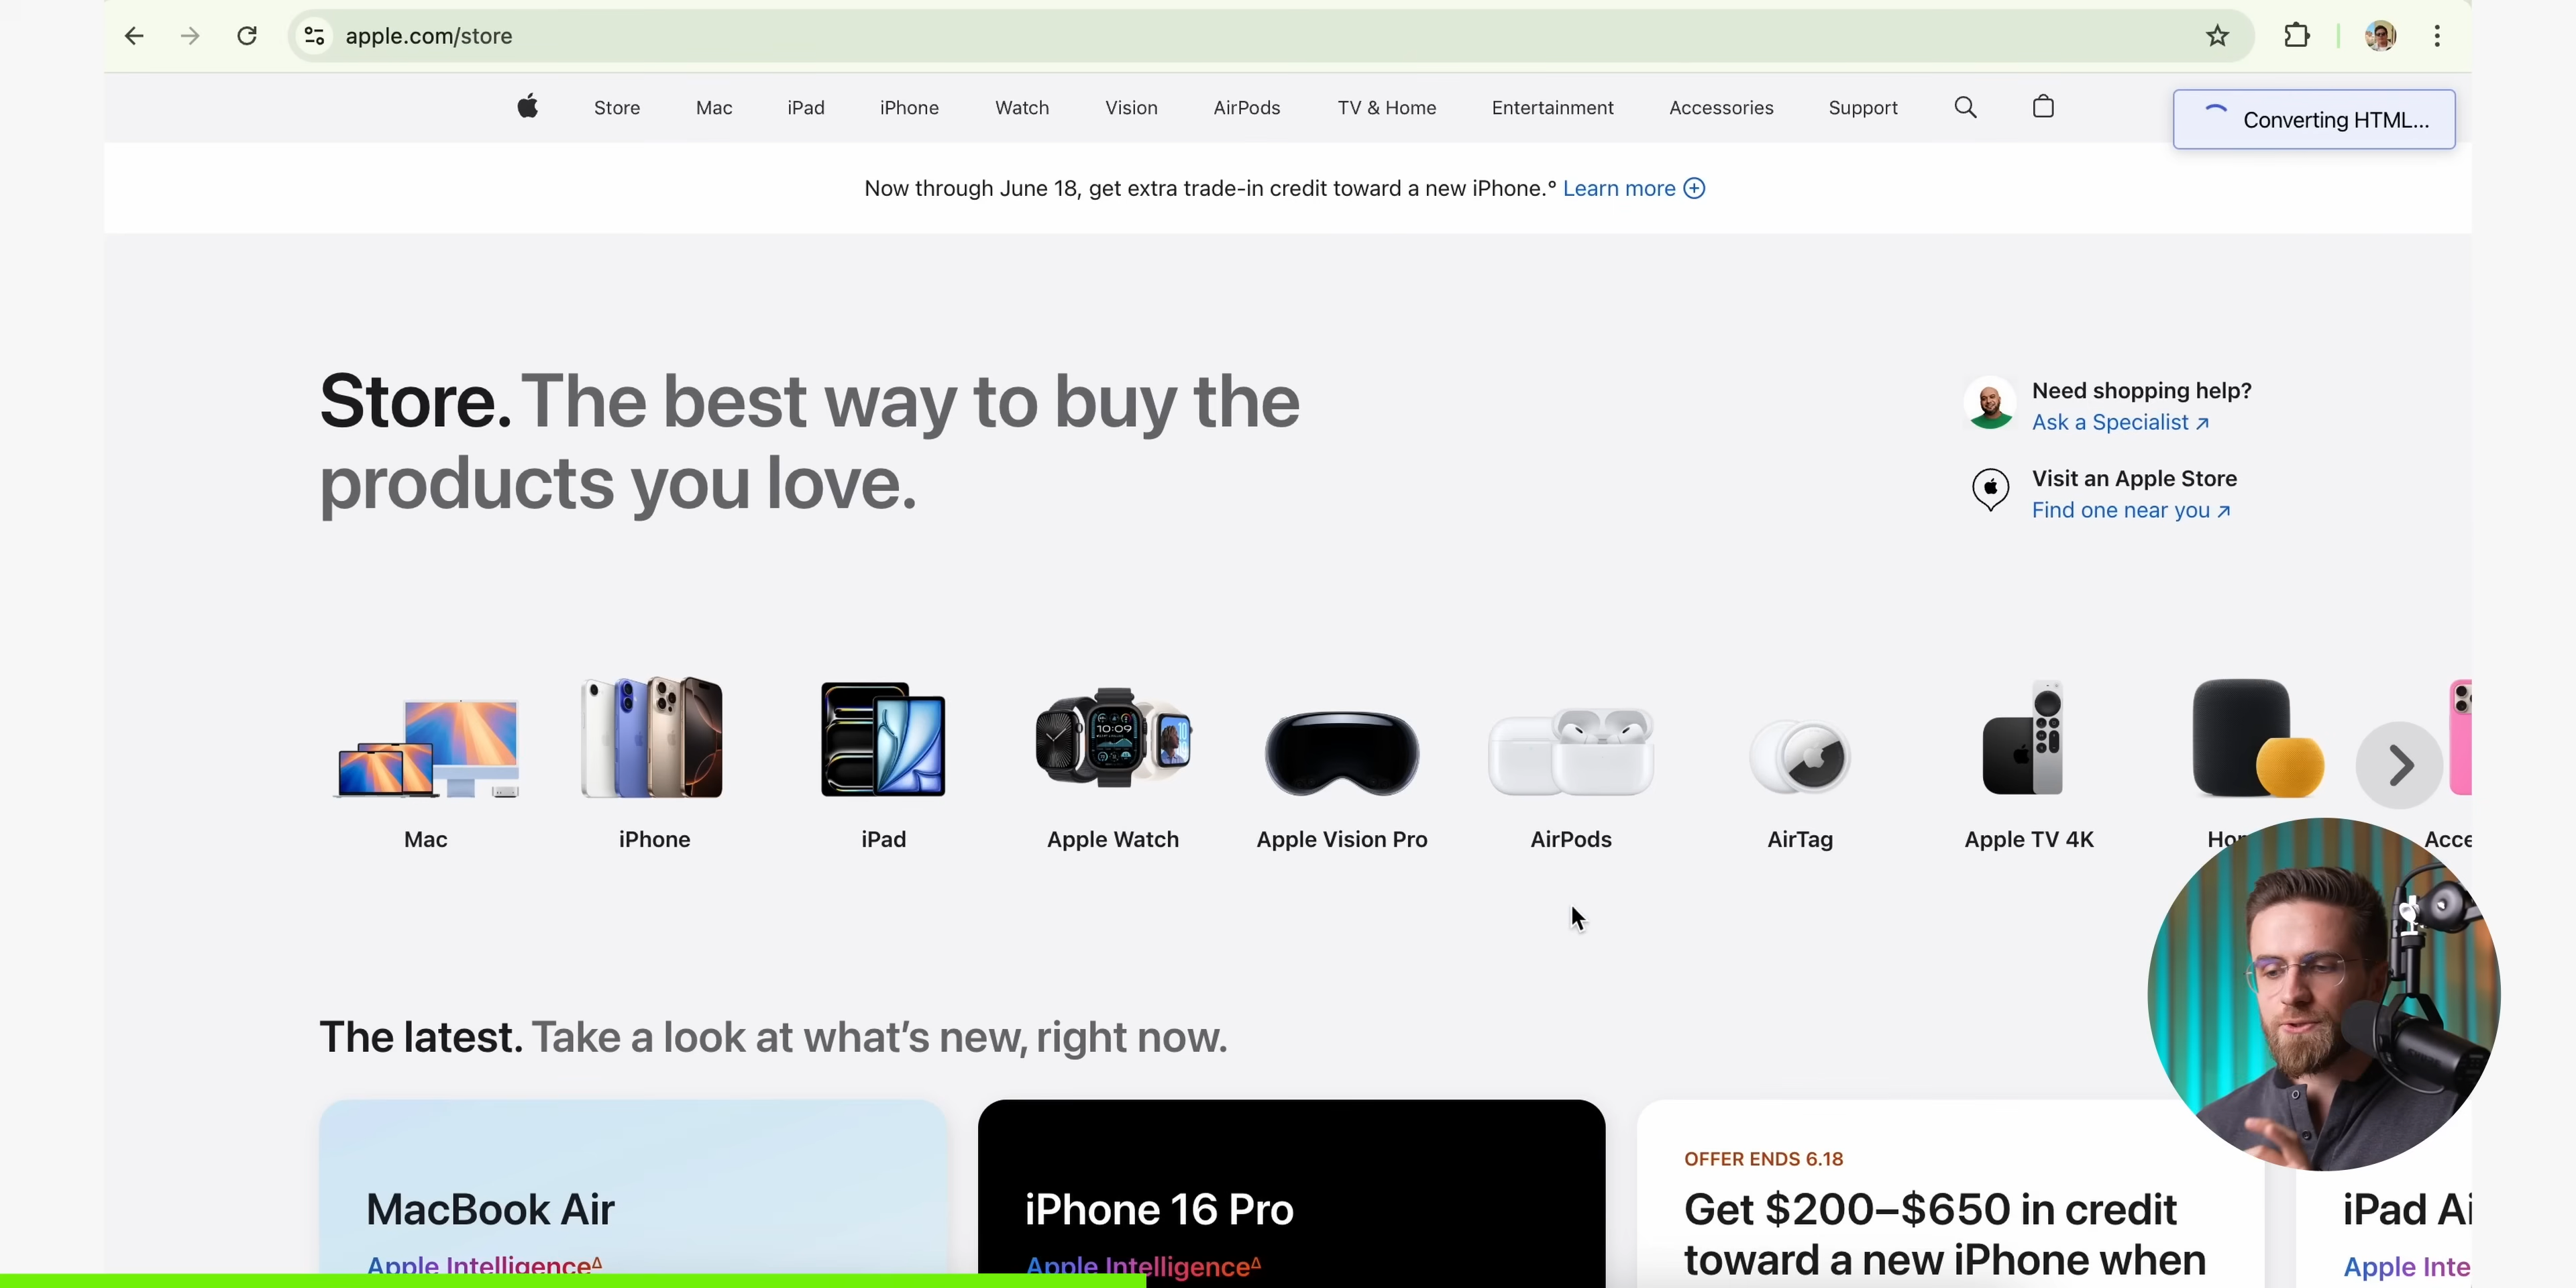 apple.com/store
Store Mac iPad iPhone Watch Vision AirPods TV & Home Entertainment Accessories Support
Converting HTML...
Now through June 18, get extra trade-in credit toward a new iPhone.° Learn more
Store. The best way to buy the
products you love.
Need shopping help?
Ask a Specialist ↗
Visit an Apple Store
Find one near you ↗
10:09
Mac iPhone iPad Apple Watch Apple Vision Pro AirPods AirTag Apple TV 4K
The latest. Take a look at what’s new, right now.
MacBook Air
Apple Intelligence∆
iPhone 16 Pro
Apple Intelligence∆
OFFER ENDS 6.18
Get $200–$650 in credit
toward a new iPhone when
iPad
Apple